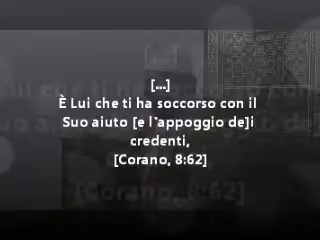 [...]
È Lui che ti ha soccorso con il
Suo aiuto [e l'appoggio de]i
credenti,
[Corano, 8:62]